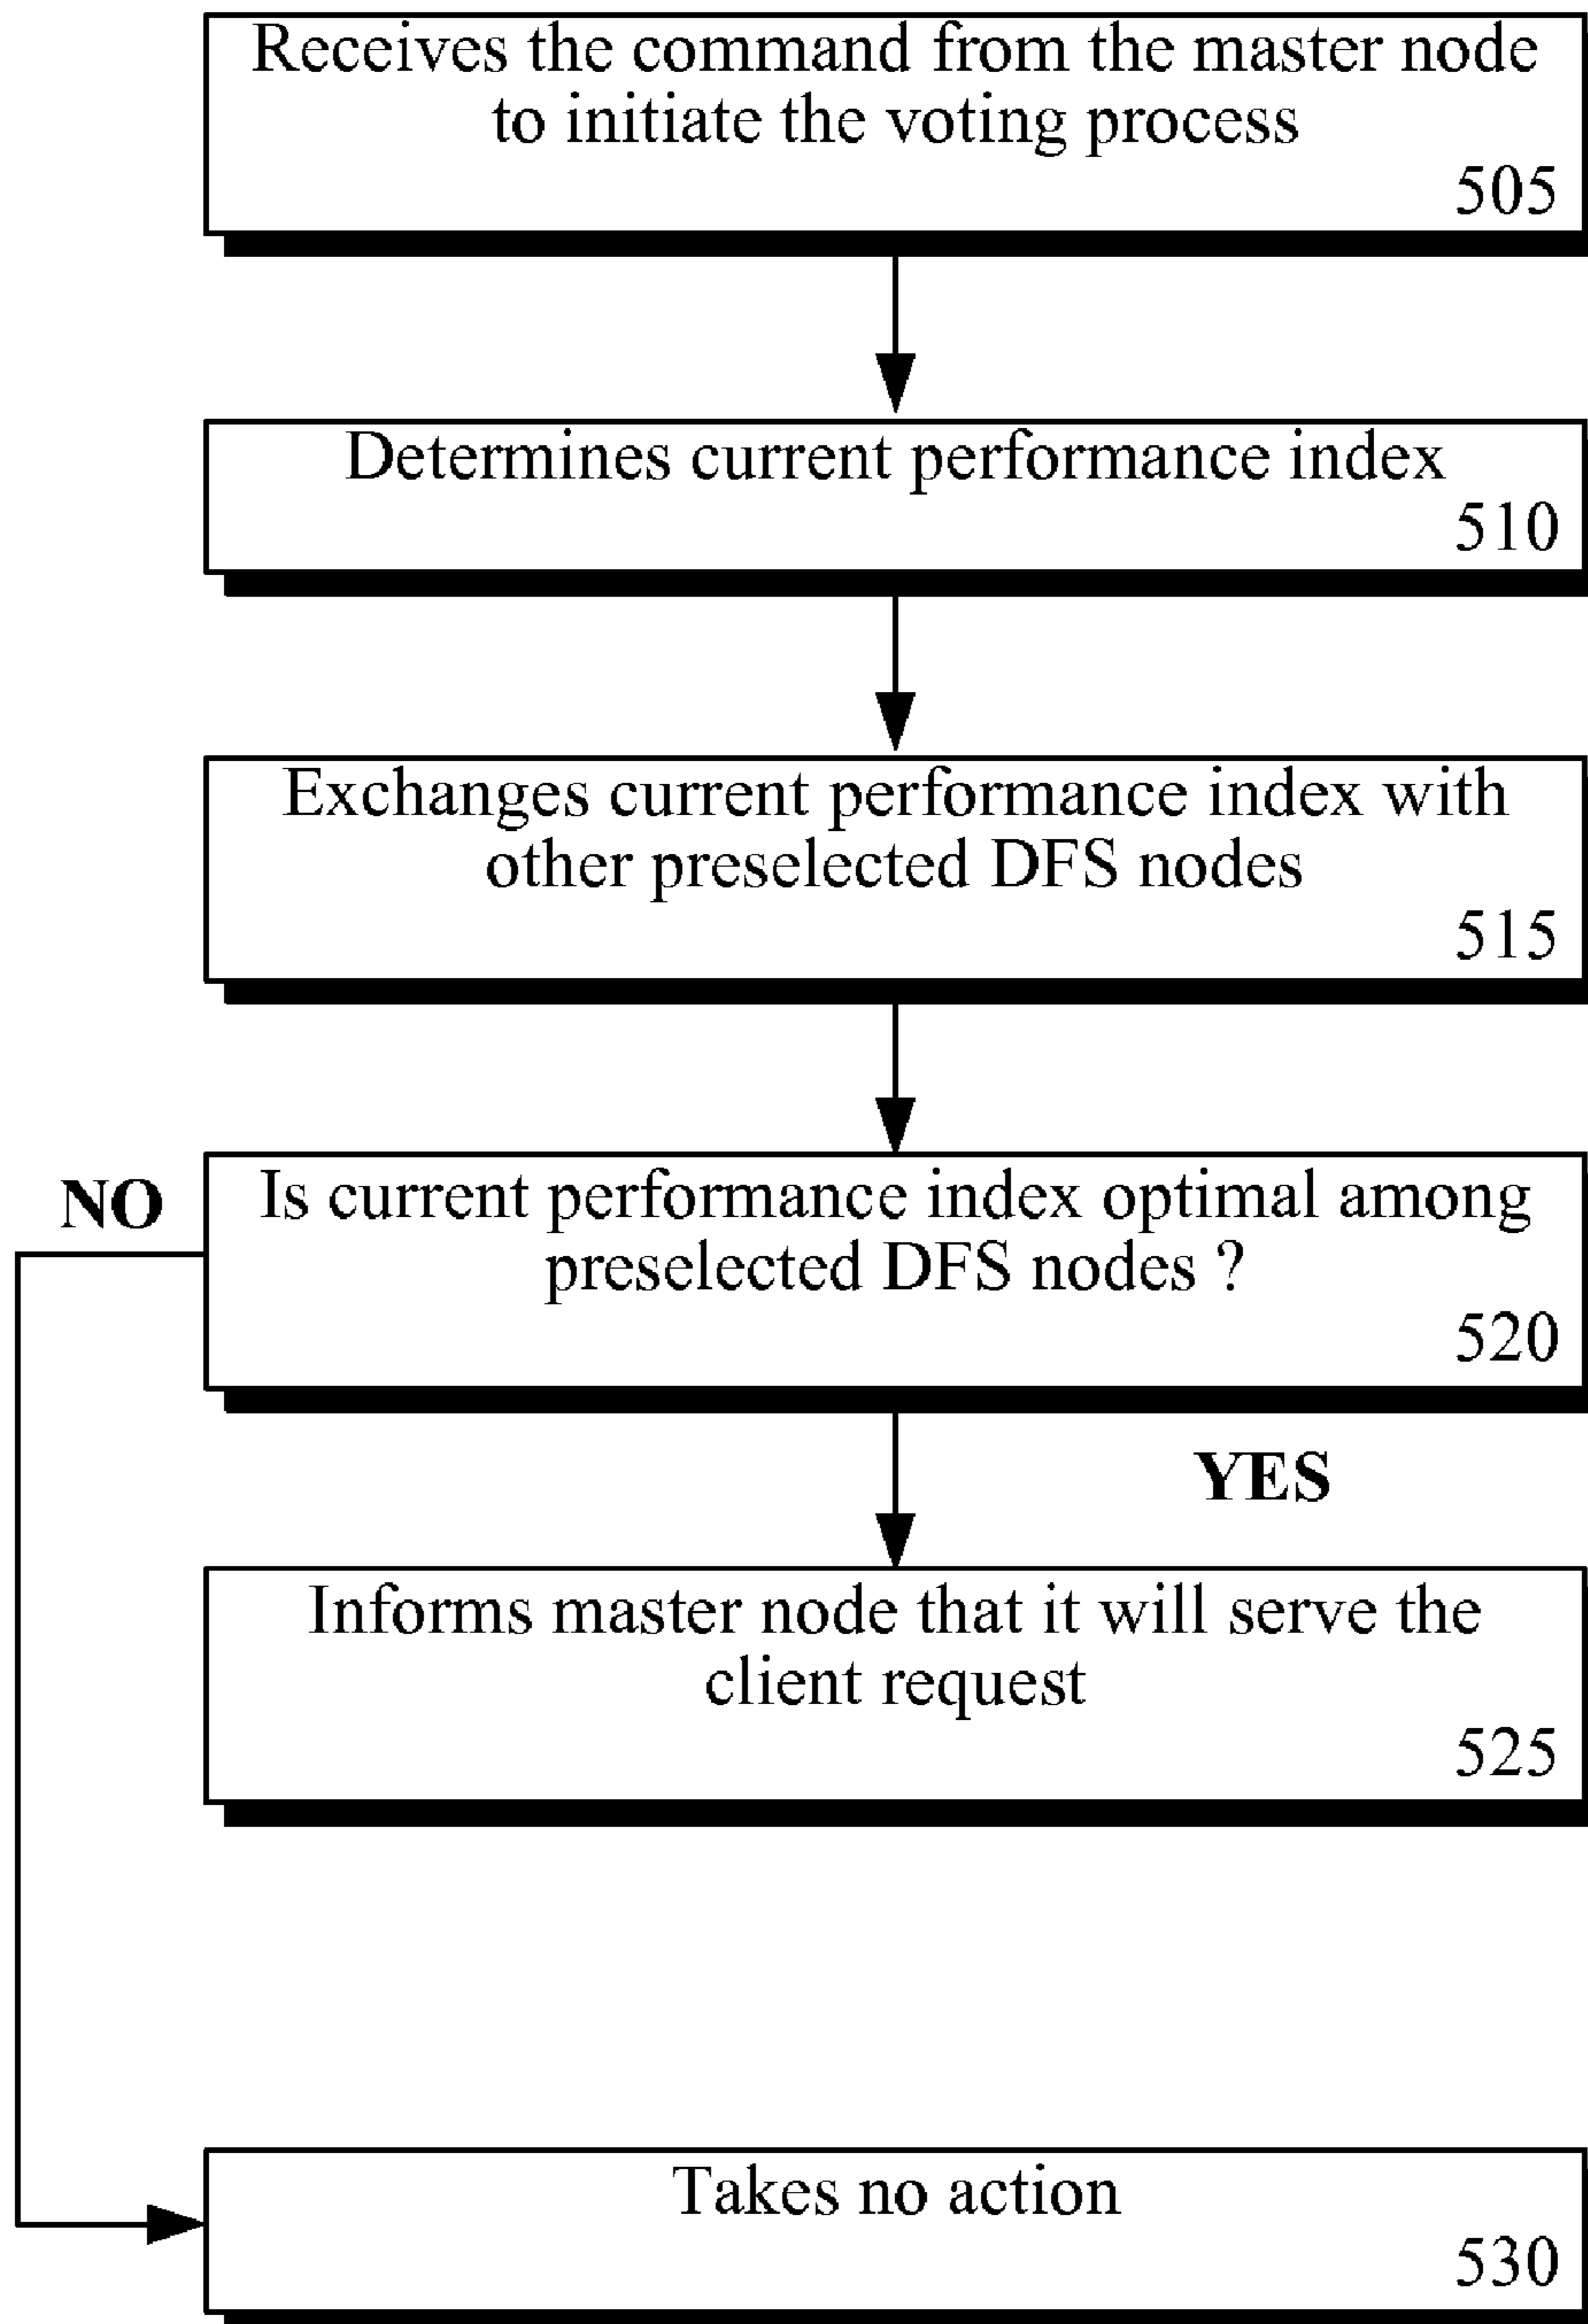 Receives the command from the master node
to initiate the voting process
505
Determines current performance index
510
Exchanges current performance index with
other preselected DFS nodes
515
NO
Is current performance index optimal among
preselected DFS nodes ?
520
YES
Informs master node that it will serve the
client request
525
Takes no action
530